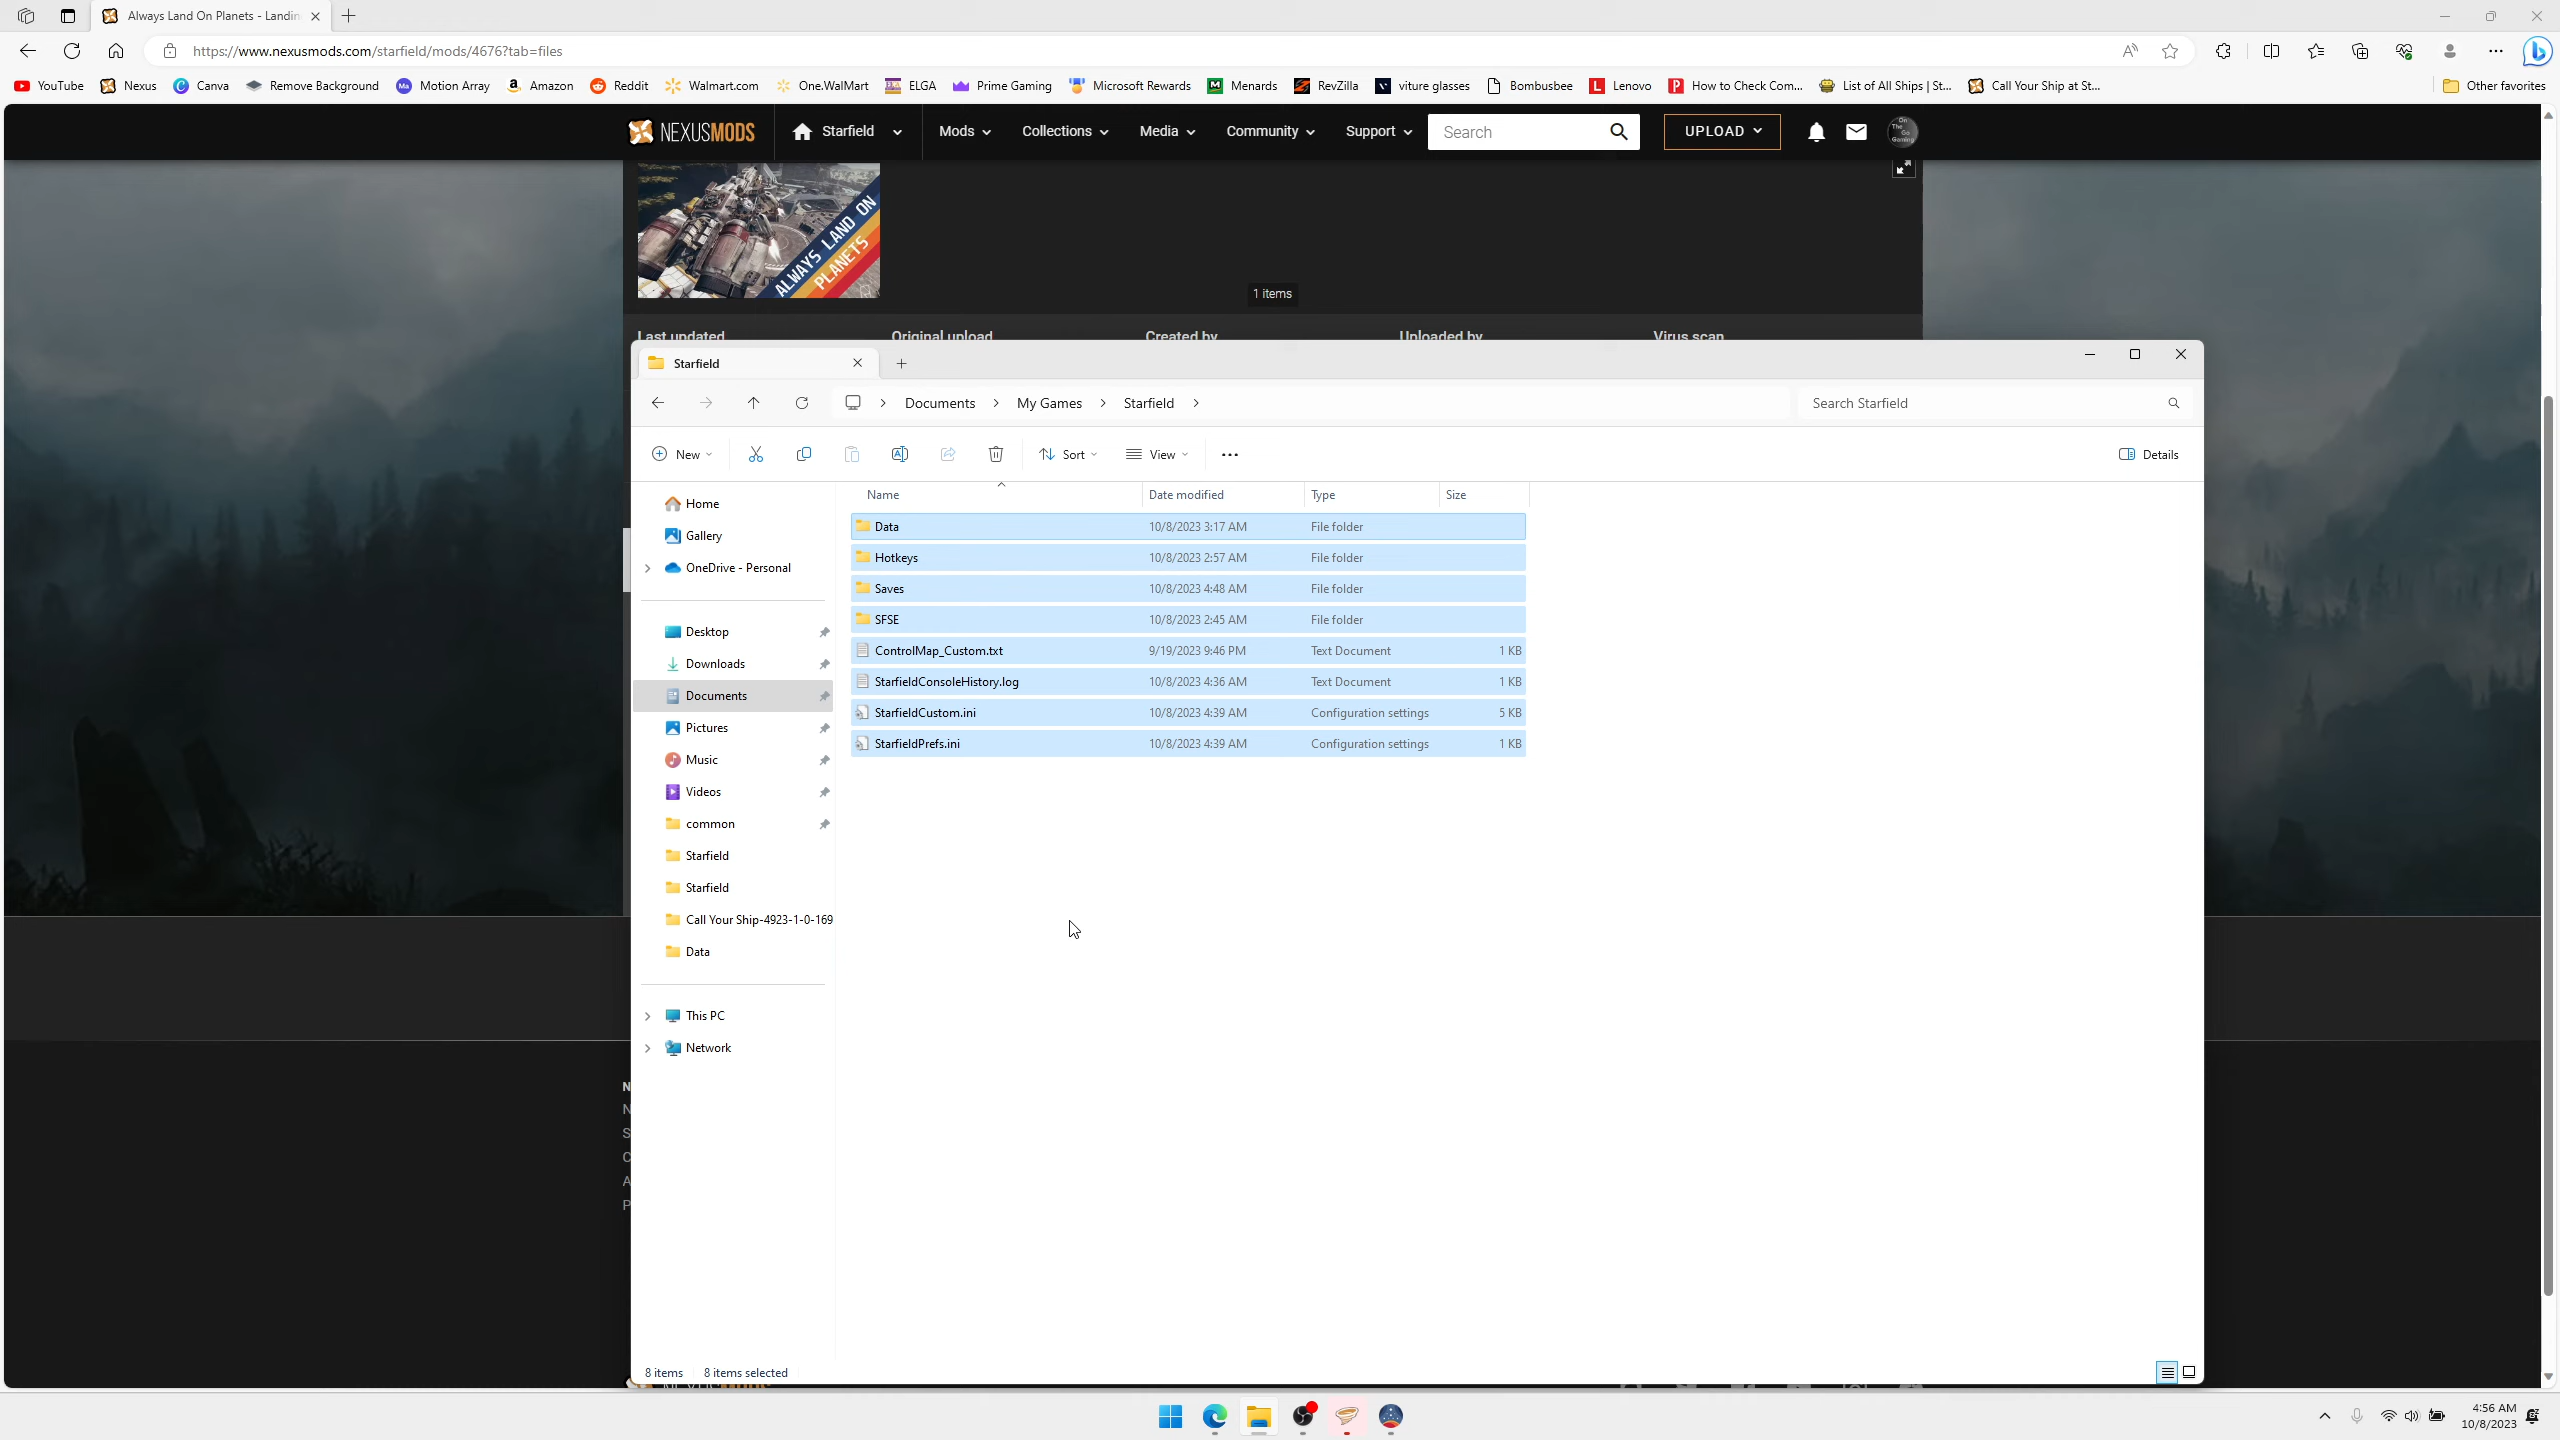 Always Land On Planets - Landin
https://www.nexusmods.com/starfield/mods/4676?tab=files
YouTube Nexus Canva Remove Background Motion Array Amazon Reddit Walmart.com One.WalMart ELGA Prime Gaming Microsoft Rewards Menards RevZilla viture glasses Bombusbee Lenovo How to Check Com... List of All Ships | St... Call Your Ship at St... Other favorites
NEXUSMODS Starfield Mods Collections Media Community Support Search UPLOAD
On The Go Gaming
ALWAYS LAND ON
PLANETS
1 items
Last updated Original upload Created by Uploaded by Virus scan
Starfield
Documents > My Games > Starfield >
Search Starfield
New Sort View ... Details
Name Date modified Type Size
Home
Gallery
OneDrive - Personal
Desktop
Downloads
Documents
Pictures
Music
Videos
common
Starfield
Starfield
Call Your Ship-4923-1-0-169
Data
This PC
Network
Data 10/8/2023 3:17 AM File folder
Hotkeys 10/8/2023 2:57 AM File folder
Saves 10/8/2023 4:48 AM File folder
SFSE 10/8/2023 2:45 AM File folder
ControlMap_Custom.txt 9/19/2023 9:46 PM Text Document 1 KB
StarfieldConsoleHistory.log 10/8/2023 4:36 AM Text Document 1 KB
StarfieldCustom.ini 10/8/2023 4:39 AM Configuration settings 5 KB
StarfieldPrefs.ini 10/8/2023 4:39 AM Configuration settings 1 KB
N
N
S
C
A
P
8 items 8 items selected
4:56 AM
10/8/2023